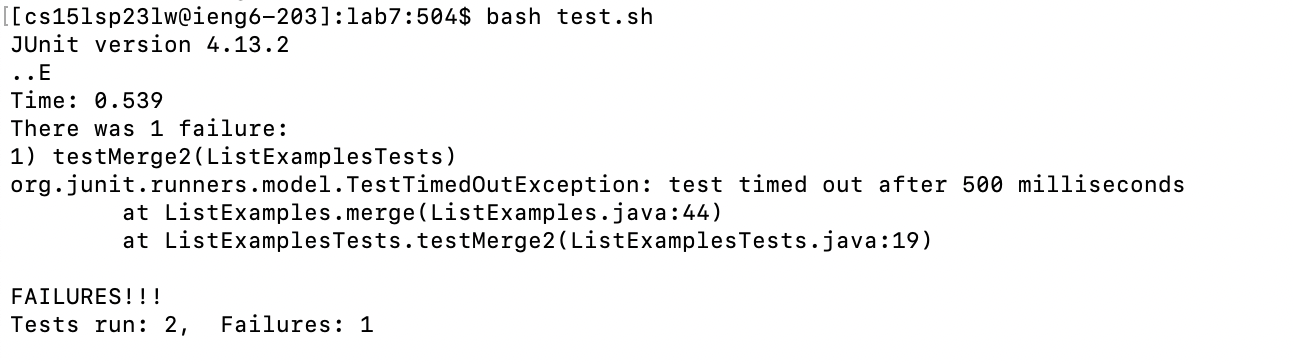 [[cs15lsp23lw@ieng6-203]:lab7:504$ bash test.sh
JUnit version 4.13.2
..E
Time: 0.539
There was 1 failure:
1) testMerge2(ListExamplesTests)
org.junit.runners.model.TestTimedOutException: test timed out after 500 milliseconds
        at ListExamples.merge(ListExamples.java:44)
        at ListExamplesTests.testMerge2(ListExamplesTests.java:19)

FAILURES!!!
Tests run: 2,  Failures: 1